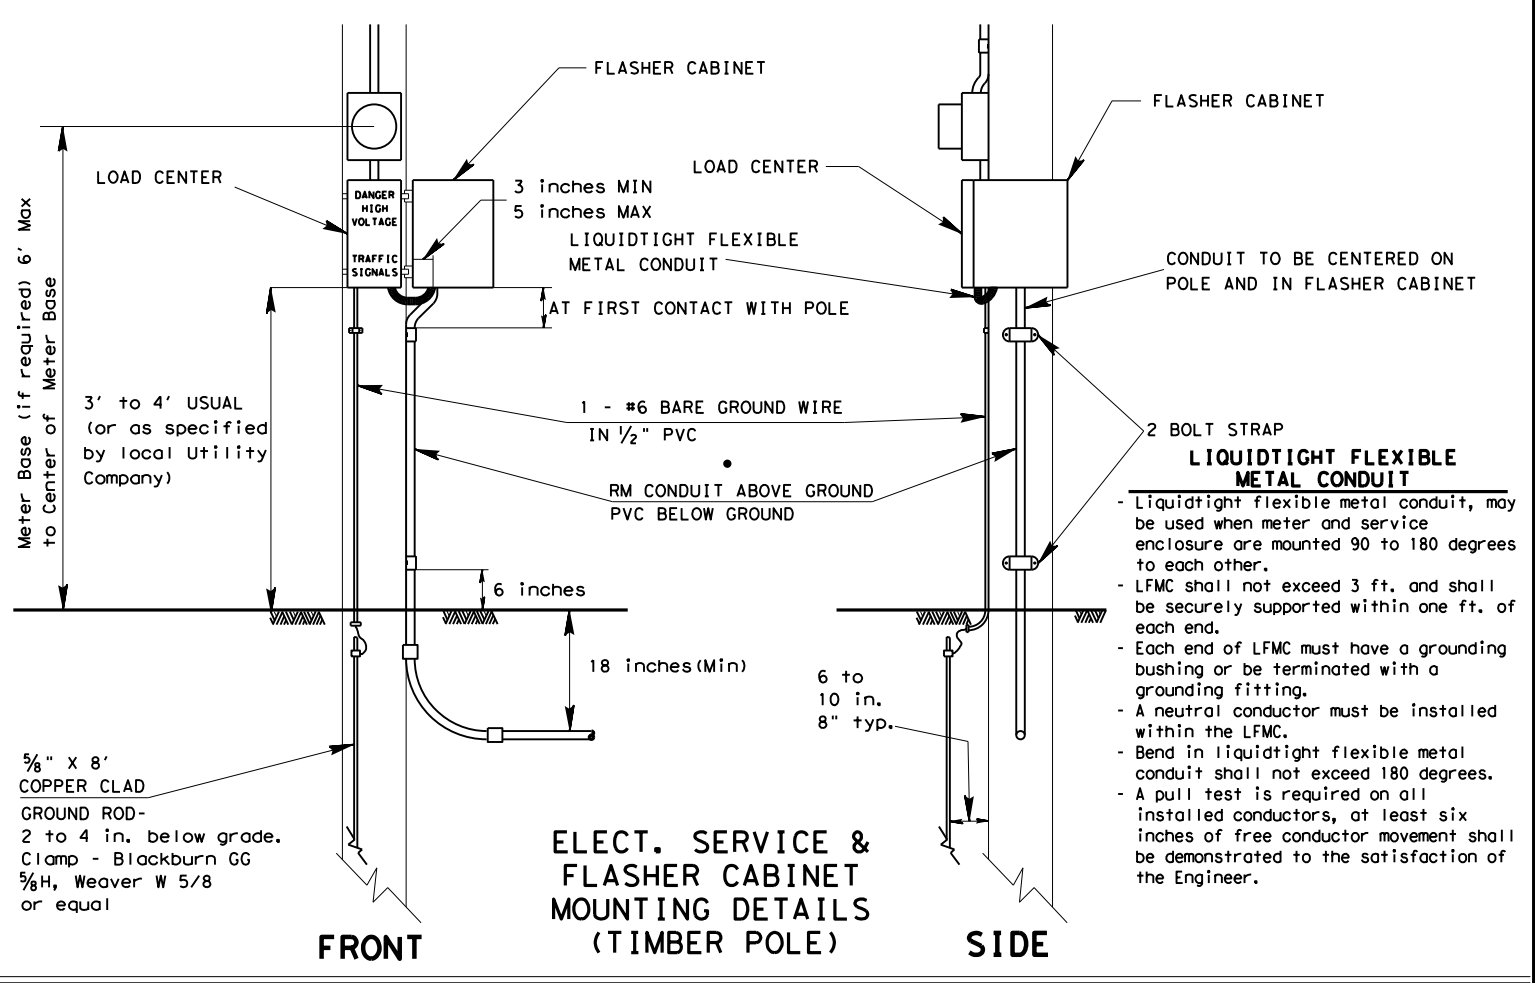 FLASHER CABINET
LOAD CENTER
DANGER
HIGH
VOLTAGE
TRAFFIC
SIGNALS
3 inches MIN
5 inches MAX
LIQUIDTIGHT FLEXIBLE
METAL CONDUIT
AT FIRST CONTACT WITH POLE
Meter Base (if required) 6' Max
to Center of Meter Base
3' to 4' USUAL
(or as specified
by local Utility
Company)
1 - #6 BARE GROUND WIRE
IN 1/2" PVC
RM CONDUIT ABOVE GROUND
PVC BELOW GROUND
6 inches
18 inches(Min)
5/8" X 8'
COPPER CLAD
GROUND ROD-
2 to 4 in. below grade.
Clamp - Blackburn GG
5/8H, Weaver W 5/8
or equal
FRONT
ELECT. SERVICE &
FLASHER CABINET
MOUNTING DETAILS
(TIMBER POLE)
FLASHER CABINET
LOAD CENTER
CONDUIT TO BE CENTERED ON
POLE AND IN FLASHER CABINET
2 BOLT STRAP
6 to
10 in.
8" typ.
SIDE
LIQUIDTIGHT FLEXIBLE
METAL CONDUIT
- Liquidtight flexible metal conduit, may
be used when meter and service
enclosure are mounted 90 to 180 degrees
to each other.
- LFMC shall not exceed 3 ft. and shall
be securely supported within one ft. of
each end.
- Each end of LFMC must have a grounding
bushing or be terminated with a
grounding fitting.
- A neutral conductor must be installed
within the LFMC.
- Bend in liquidtight flexible metal
conduit shall not exceed 180 degrees.
- A pull test is required on all
installed conductors, at least six
inches of free conductor movement shall
be demonstrated to the satisfaction of
the Engineer.